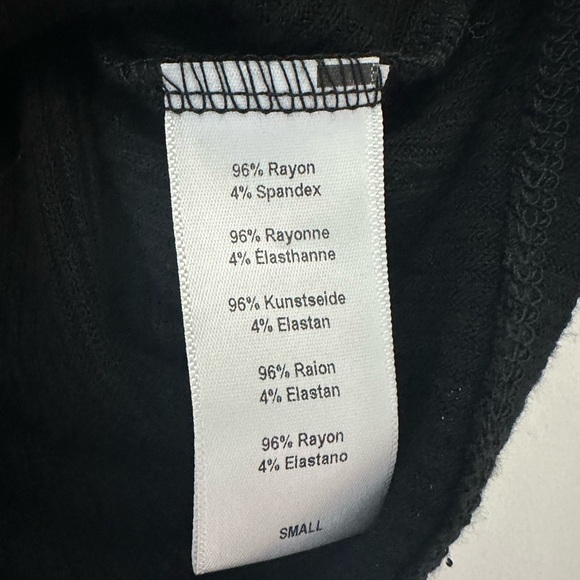 96% Rayon
4% Spandex
96% Rayonne
4% Élasthanne
96% Kunstseide
4% Elastan
96% Raion
4% Elastan
96% Rayon
4% Elastano
SMALL